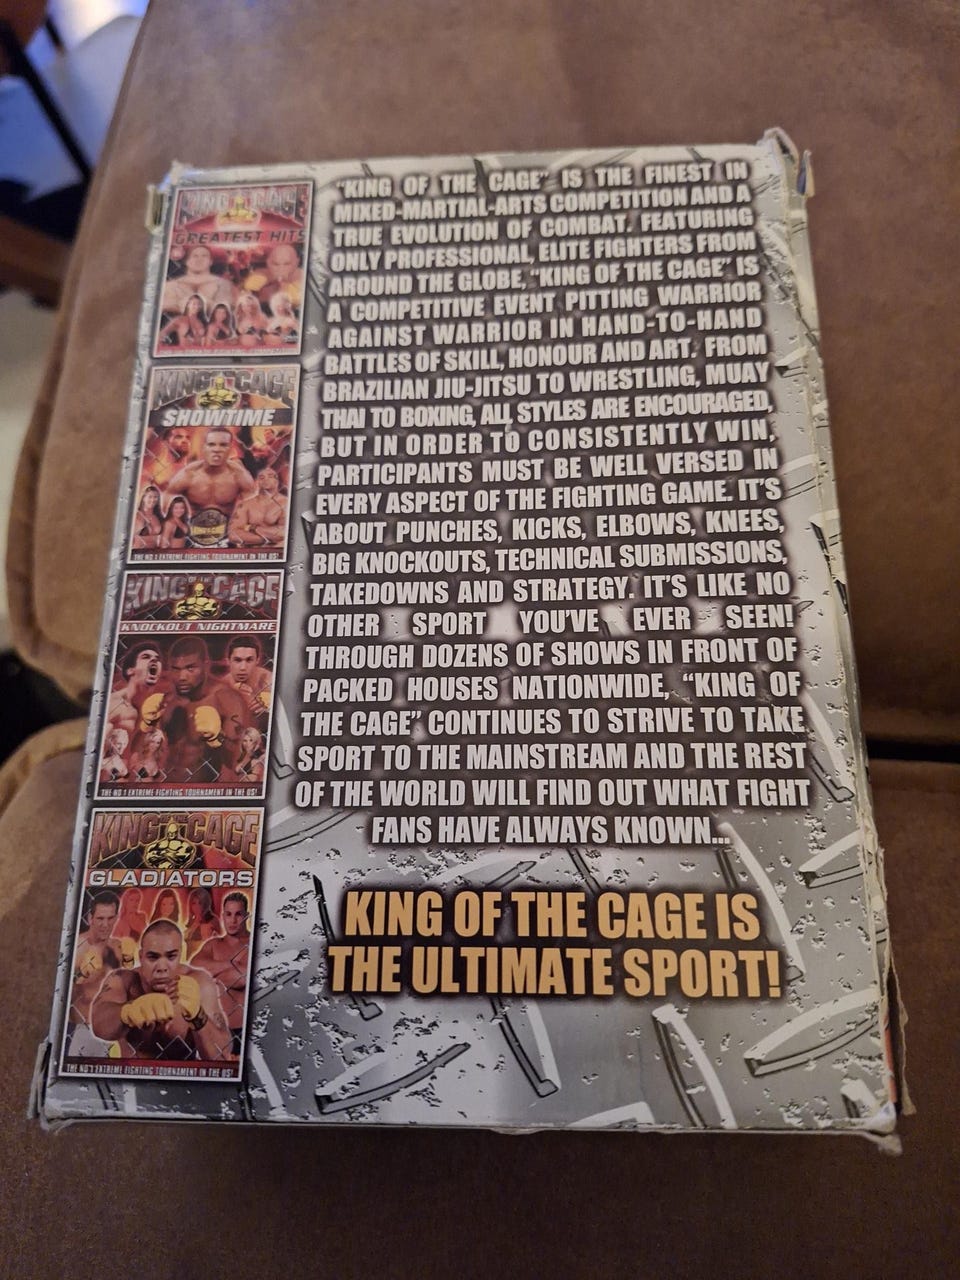 KING OF THE CAGE
GREATEST HITS
KING OF THE CAGE
SHOWTIME
THE NO 1 EXTREME FIGHTING TOURNAMENT IN THE US!
KING OF THE CAGE
KNOCKOUT NIGHTMARE
THE NO 1 EXTREME FIGHTING TOURNAMENT IN THE US!
KING OF THE CAGE
GLADIATORS
THE NO 1 EXTREME FIGHTING TOURNAMENT IN THE US!
"KING OF THE CAGE" IS THE FINEST IN
MIXED-MARTIAL-ARTS COMPETITION AND A
TRUE EVOLUTION OF COMBAT. FEATURING
ONLY PROFESSIONAL, ELITE FIGHTERS FROM
AROUND THE GLOBE, "KING OF THE CAGE" IS
A COMPETITIVE EVENT PITTING WARRIOR
AGAINST WARRIOR IN HAND-TO-HAND
BATTLES OF SKILL, HONOUR AND ART. FROM
BRAZILIAN JIU-JITSU TO WRESTLING, MUAY
THAI TO BOXING, ALL STYLES ARE ENCOURAGED,
BUT IN ORDER TO CONSISTENTLY WIN,
PARTICIPANTS MUST BE WELL VERSED IN
EVERY ASPECT OF THE FIGHTING GAME. IT'S
ABOUT PUNCHES, KICKS, ELBOWS, KNEES,
BIG KNOCKOUTS, TECHNICAL SUBMISSIONS,
TAKEDOWNS AND STRATEGY. IT'S LIKE NO
OTHER SPORT YOU'VE EVER SEEN!
THROUGH DOZENS OF SHOWS IN FRONT OF
PACKED HOUSES NATIONWIDE, "KING OF
THE CAGE" CONTINUES TO STRIVE TO TAKE
SPORT TO THE MAINSTREAM AND THE REST
OF THE WORLD WILL FIND OUT WHAT FIGHT
FANS HAVE ALWAYS KNOWN...
KING OF THE CAGE IS
THE ULTIMATE SPORT!